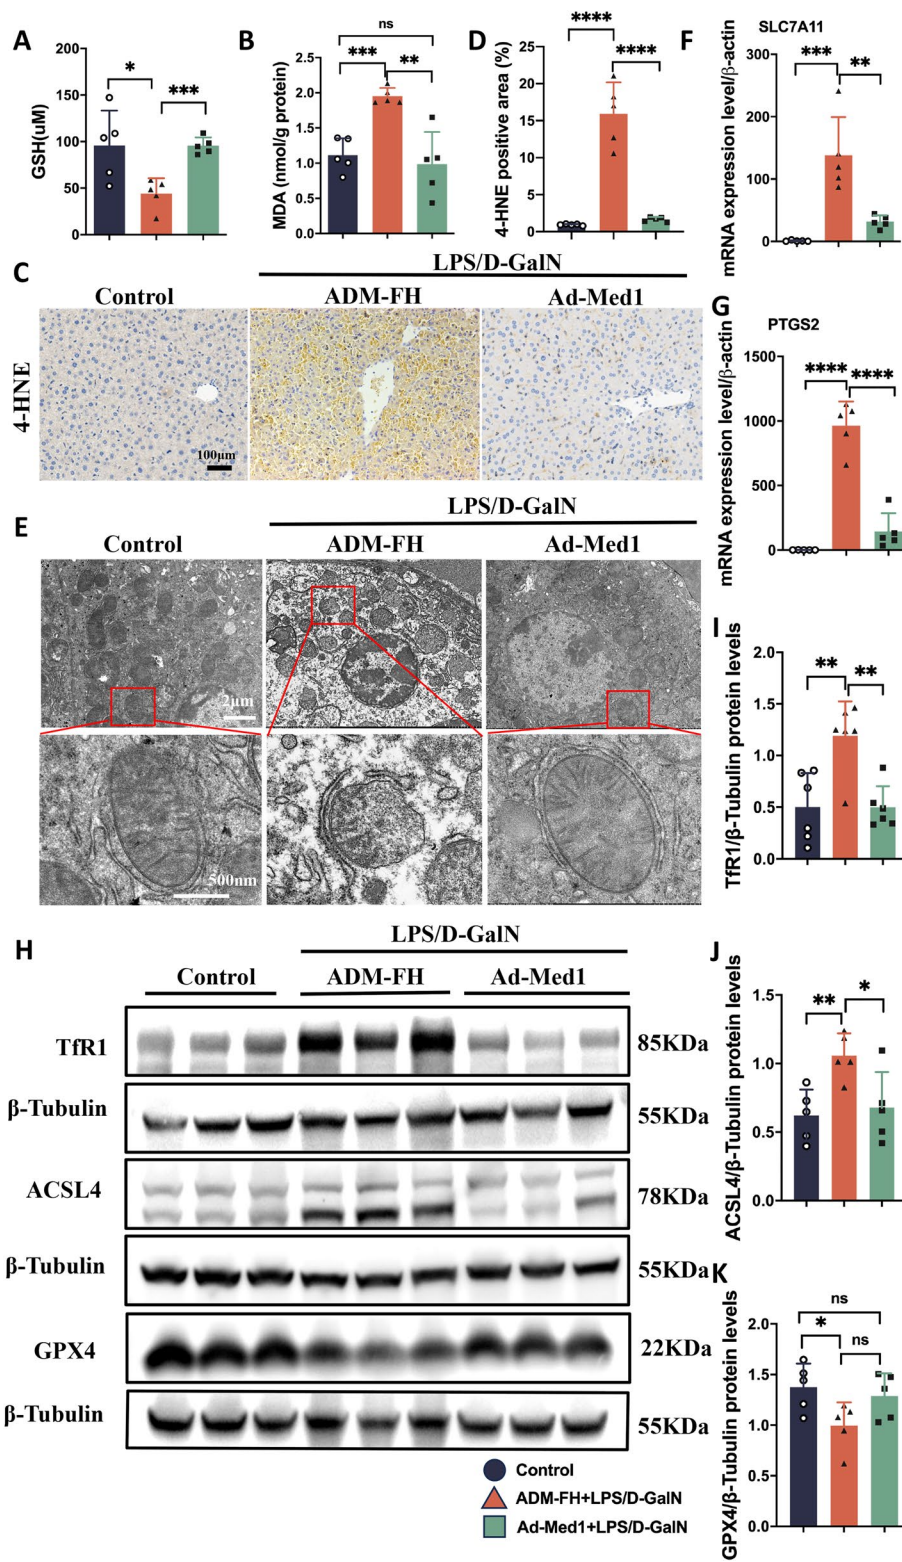 A
GSH(uM)
200
150
100
50
0
*
***
B
MDA (nmol/g protein)
2.5
2.0
1.5
1.0
0.5
0.0
ns
***
**
D
4-HNE positive area (%)
25
20
15
10
5
0
****
****
F
SLC7A11
mRNA expression level/β-actin
300
200
100
0
***
**
C
LPS/D-GalN
Control
ADM-FH
Ad-Med1
4-HNE
100μm
G
PTGS2
mRNA expression level/β-actin
1500
1000
500
0
****
****
E
LPS/D-GalN
Control
ADM-FH
Ad-Med1
2μm
500nm
I
TfR1/β-Tubulin protein levels
2.0
1.5
1.0
0.5
0.0
**
**
H
LPS/D-GalN
Control
ADM-FH
Ad-Med1
TfR1
85KDa
β-Tubulin
55KDa
ACSL4
78KDa
β-Tubulin
55KDa
GPX4
22KDa
β-Tubulin
55KDa
J
ACSL4/β-Tubulin protein levels
1.5
1.0
0.5
0.0
**
*
K
GPX4/β-Tubulin protein levels
2.0
1.5
1.0
0.5
0.0
ns
*
ns
Control
ADM-FH+LPS/D-GalN
Ad-Med1+LPS/D-GalN